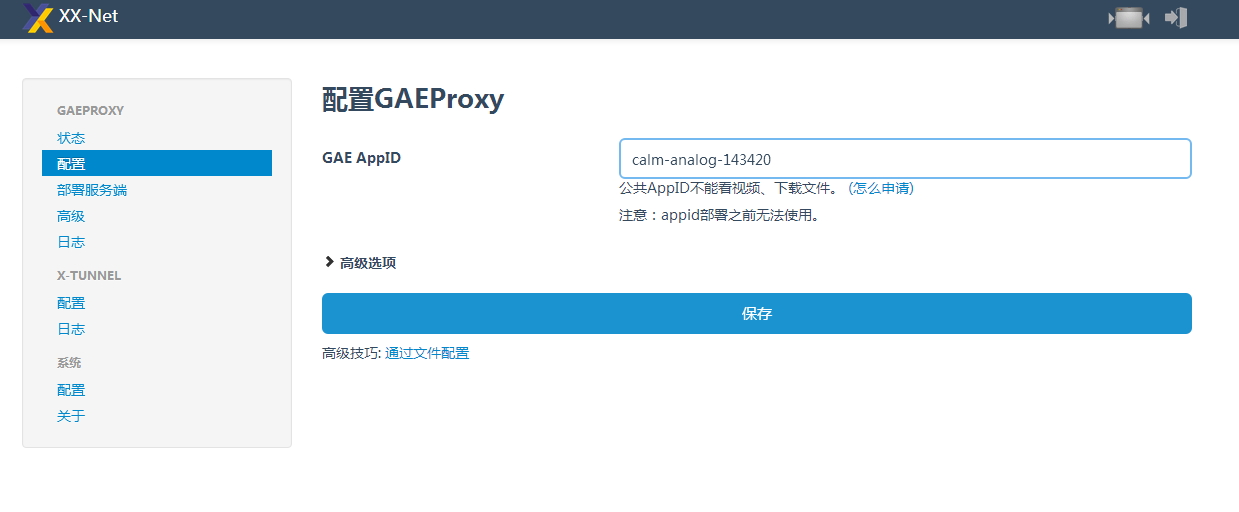 XX-Net
GAEPROXY
状态
配置
部署服务端
高级
日志
X-TUNNEL
配置
日志
系统
配置
关于
配置GAEProxy
GAE AppID
calm-analog-143420
公共AppID不能看视频、下载文件。 (怎么申请)
注意：appid部署之前无法使用。
高级选项
保存
高级技巧: 通过文件配置